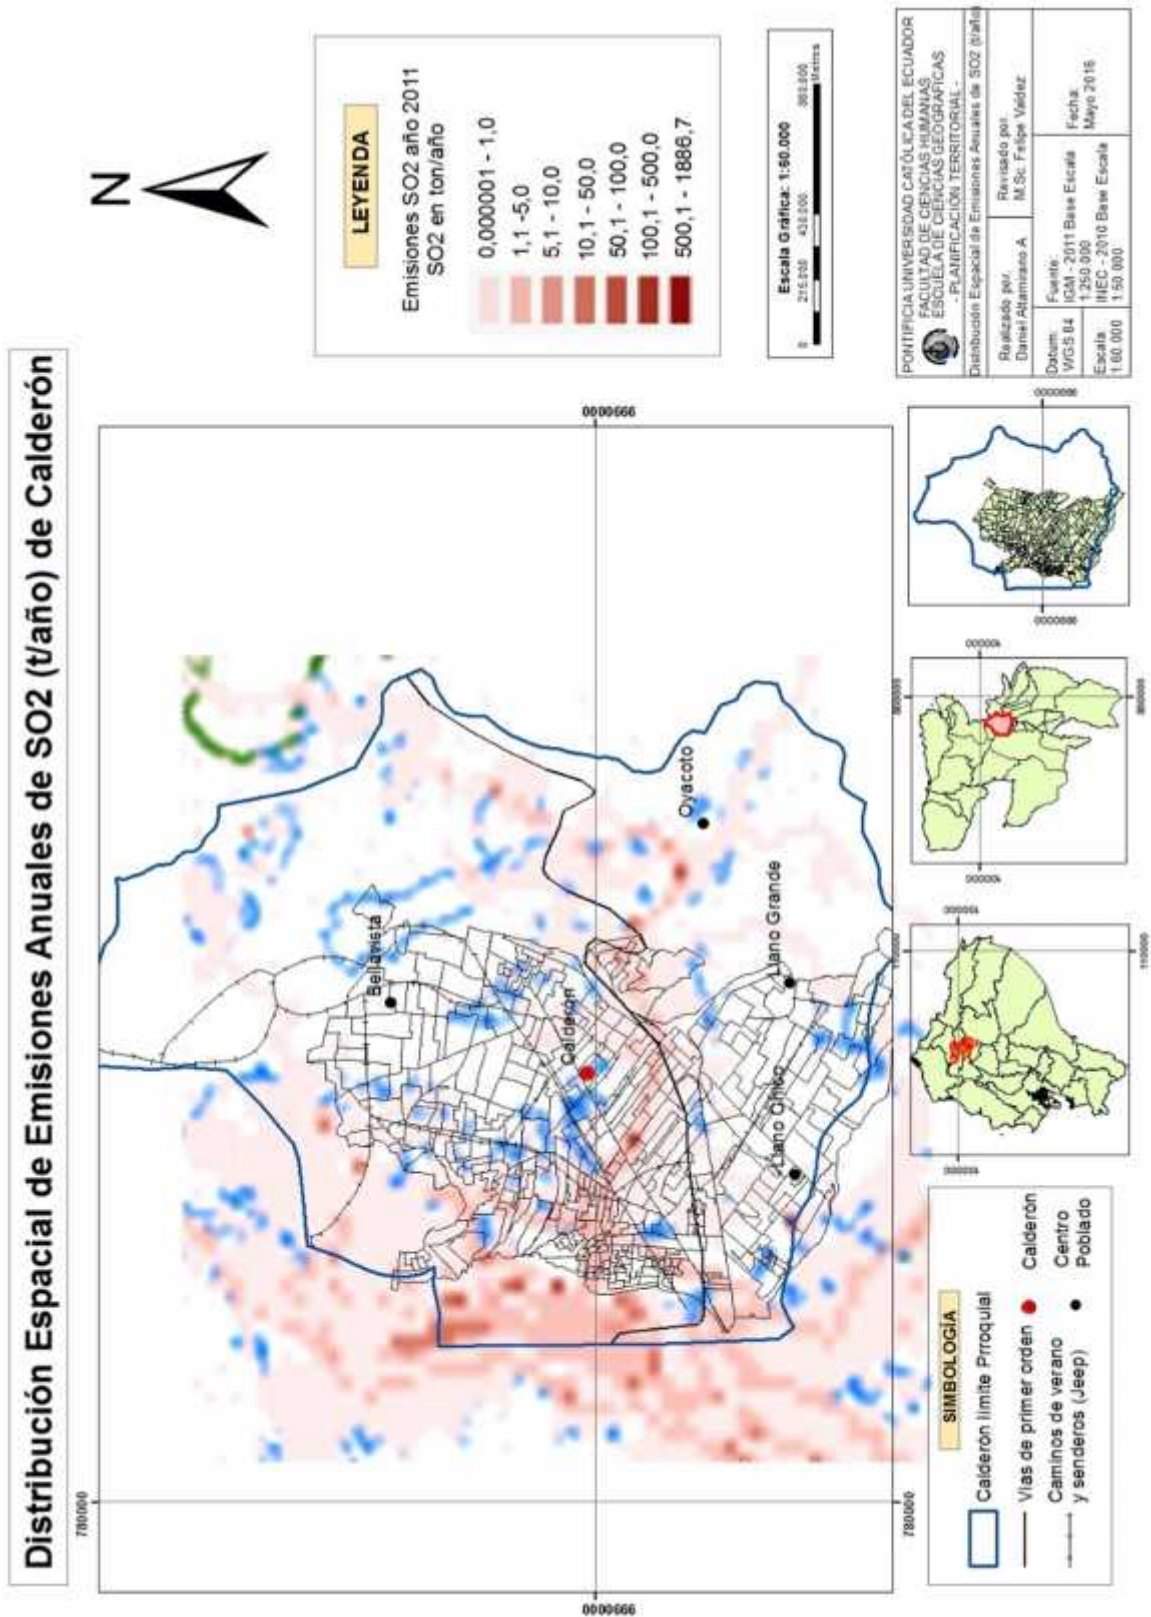 Distribución Espacial de Emisiones Anuales de SO2 (t/año) de Calderón
N
LEYENDA
Emisiones SO2 año 2011
SO2 en ton/año
0,000001 - 1,0
1,1 -5,0
5,1 - 10,0
10,1 - 50,0
50,1 - 100,0
100,1 - 500,0
500,1 - 1886,7
Escala Gráfica: 1:60.000
780000
780000
Bellavista
Calderón
Oyacoto
Llano Grande
Llano Chico
SIMBOLOGÍA
Calderón límite Prroquial
Vías de primer orden
Calderón
Caminos de verano
y senderos (Jeep)
Centro
Poblado
PONTIFICIA UNIVERSIDAD CATÓLICA DEL ECUADOR
FACULTAD DE CIENCIAS HUMANAS
ESCUELA DE CIENCIAS GEOGRÁFICAS
- PLANIFICACIÓN TERRITORIAL -
Distribución Espacial de Emisiones Anuales de SO2 (t/año)
Realizado por.
Daniel Altamirano A
Revisado por.
M.Sc. Felipe Valdez
Datum:
WGS 84
Fuente:
IGM - 2011 Base Escala
1:250 000
INEC - 2010 Base Escala
1:50 000
Fecha:
Mayo 2016
Escala
1:60 000